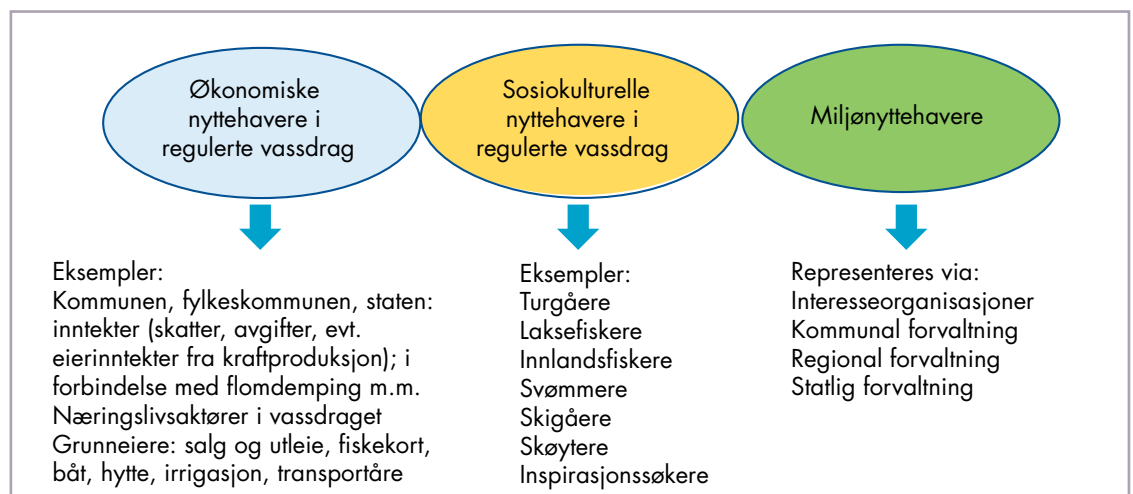 Økonomiske
nyttehavere i
regulerte vassdrag
Sosiokulturelle
nyttehavere i
regulerte vassdrag
Miljønyttehavere
Eksempler:
Kommunen, fylkeskommunen, staten:
inntekter (skatter, avgifter, evt.
eierinntekter fra kraftproduksjon); i
forbindelse med flomdemping m.m.
Næringslivsaktører i vassdraget
Grunneiere: salg og utleie, fiskekort,
båt, hytte, irrigasjon, transportåre
Eksempler:
Turgåere
Laksefiskere
Innlandsfiskere
Svømmere
Skigåere
Skøytere
Inspirasjonssøkere
Representeres via:
Interesseorganisasjoner
Kommunal forvaltning
Regional forvaltning
Statlig forvaltning